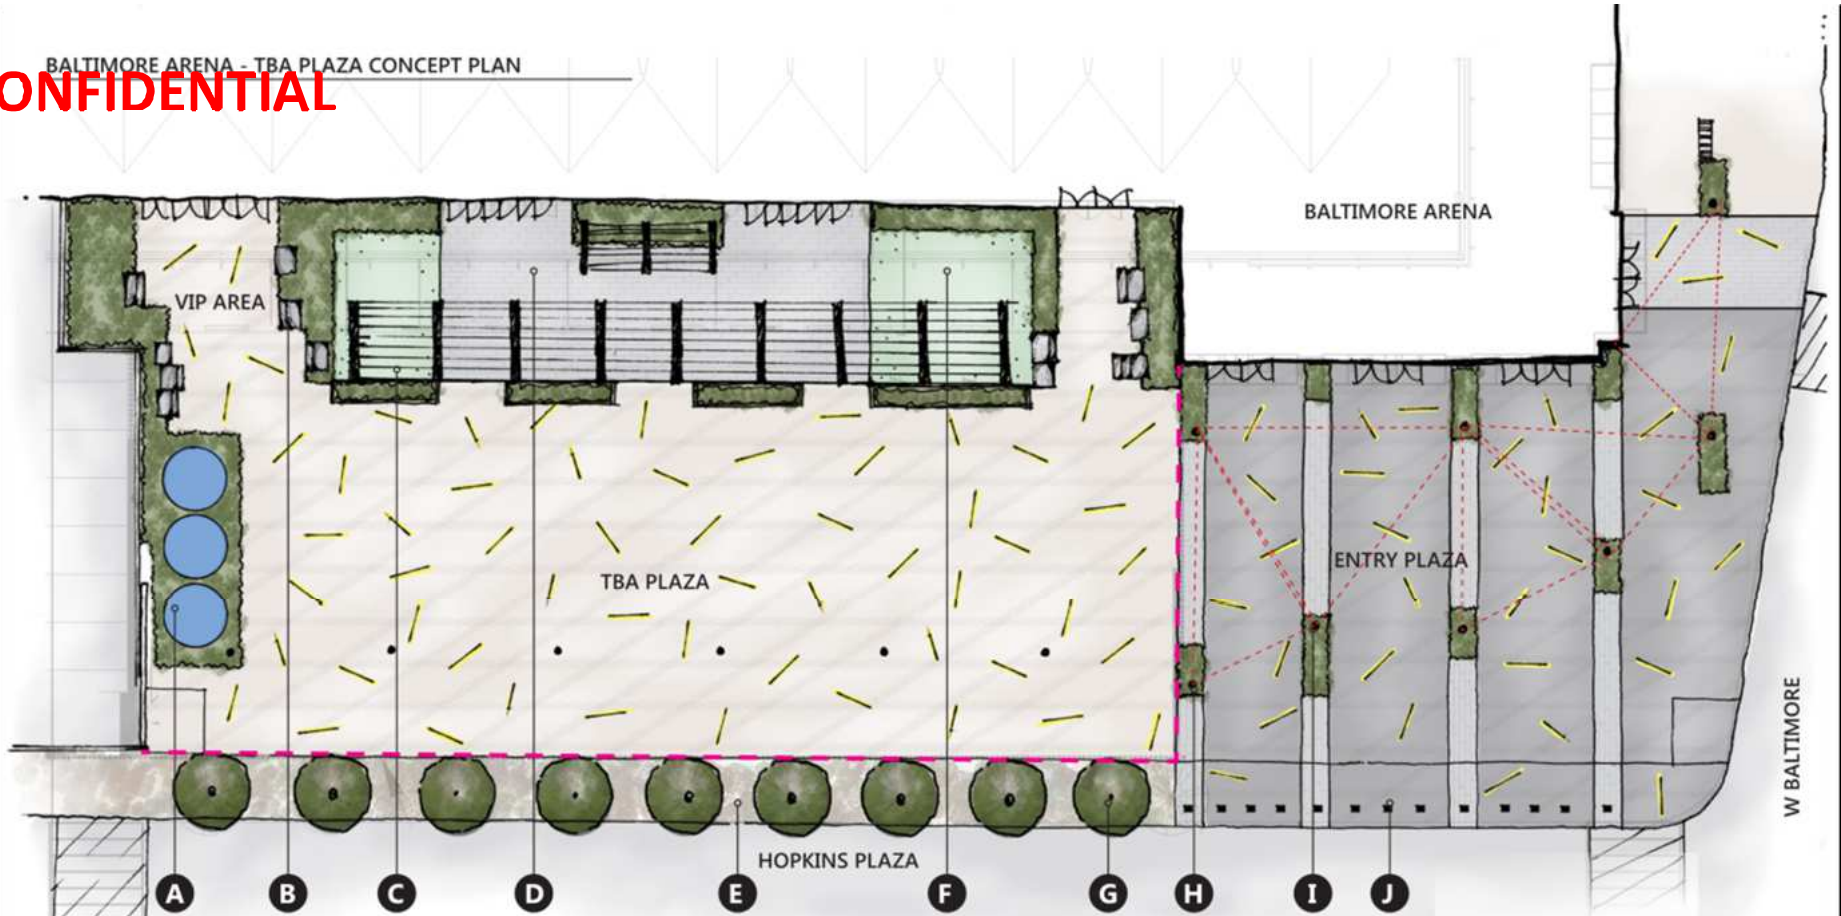 BALTIMORE ARENA - TBA PLAZA CONCEPT PLAN
ONFIDENTIAL
BALTIMORE ARENA
VIP AREA
TBA PLAZA
ENTRY PLAZA
W BALTIMORE
HOPKINS PLAZA
A B C D E F G H I J